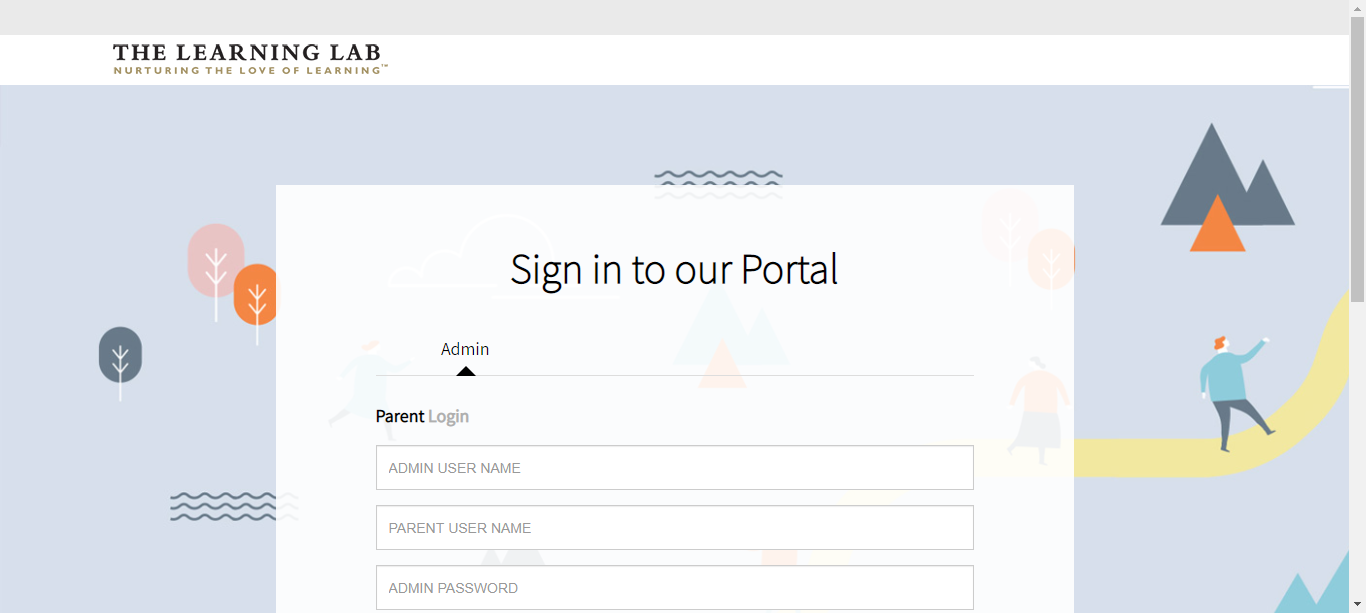 THE LEARNING LAB
NURTURING THE LOVE OF LEARNING™
Sign in to our Portal
Admin
Parent Login
ADMIN USER NAME
PARENT USER NAME
ADMIN PASSWORD